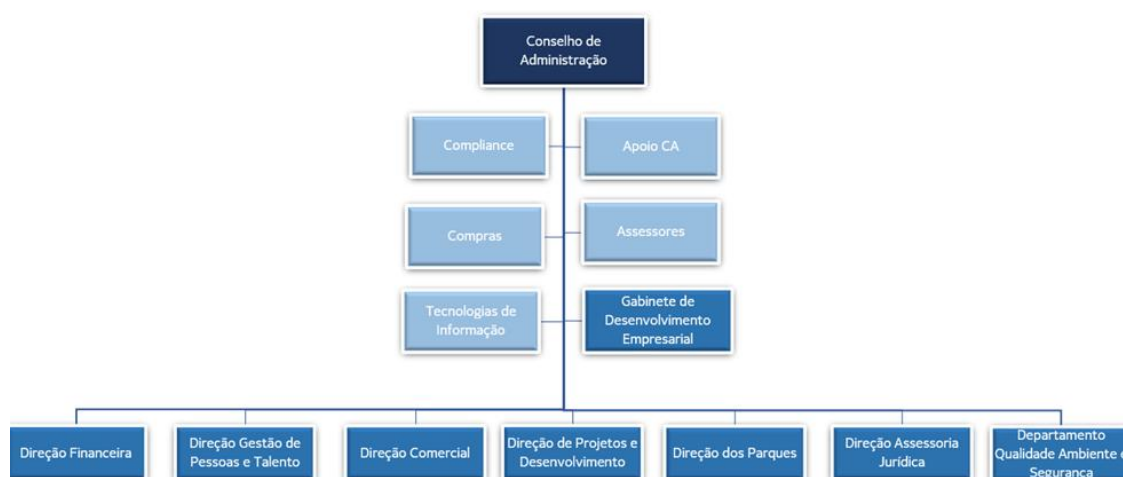 Conselho de
Administração
Compliance
Apoio CA
Compras
Assessores
Tecnologias de
Informação
Gabinete de
Desenvolvimento
Empresarial
Direção Financeira
Direção Gestão de
Pessoas e Talento
Direção Comercial
Direção de Projetos e
Desenvolvimento
Direção dos Parques
Direção Assessoria
Jurídica
Departamento
Qualidade Ambiente e
Segurança